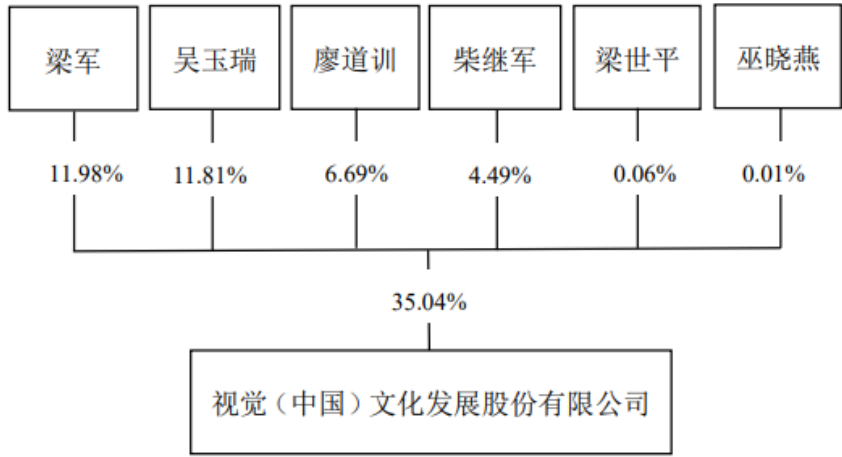 梁军 吴玉瑞 廖道训 柴继军 梁世平 巫晓燕
11.98% 11.81% 6.69% 4.49% 0.06% 0.01%
35.04%
视觉（中国）文化发展股份有限公司